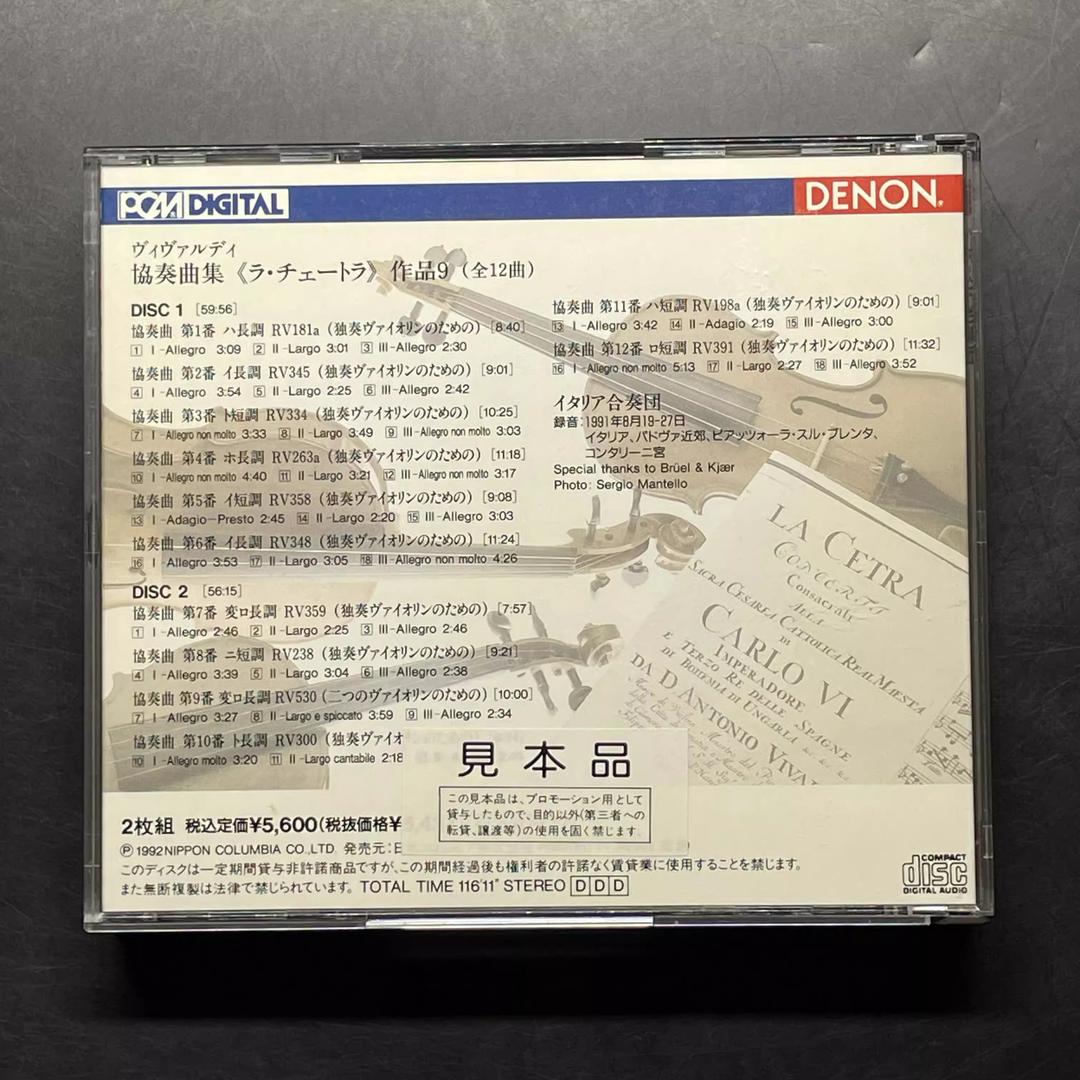 PCM DIGITAL
DENON.
ヴィヴァルディ
協奏曲集《ラ・チェートラ》 作品9 (全12曲)
DISC 1 [59:56]
協奏曲 第1番 ハ長調 RV181a (独奏ヴァイオリンのための) [8:40]
1 I-Allegro 3:09 2 II-Largo 3:01 3 III-Allegro 2:30
協奏曲 第2番 イ長調 RV345 (独奏ヴァイオリンのための) [9:01]
4 I-Allegro 3:54 5 II-Largo 2:25 6 III-Allegro 2:42
協奏曲 第3番 ト短調 RV334 (独奏ヴァイオリンのための) [10:25]
7 I-Allegro non molto 3:33 8 II-Largo 3:49 9 III-Allegro non molto 3:03
協奏曲 第4番 ホ長調 RV263a (独奏ヴァイオリンのための) [11:18]
10 I-Allegro non molto 4:40 11 II-Largo 3:21 12 III-Allegro non molto 3:17
協奏曲 第5番 イ短調 RV358 (独奏ヴァイオリンのための) [9:08]
13 I-Adagio-Presto 2:45 14 II-Largo 2:20 15 III-Allegro 3:03
協奏曲 第6番 イ長調 RV348 (独奏ヴァイオリンのための) [11:24]
16 I-Allegro 3:53 17 II-Largo 3:05 18 III-Allegro non molto 4:26
DISC 2 [56:15]
協奏曲 第7番 変ロ長調 RV359 (独奏ヴァイオリンのための) [7:57]
1 I-Allegro 2:46 2 II-Largo 2:25 3 III-Allegro 2:46
協奏曲 第8番 ニ短調 RV238 (独奏ヴァイオリンのための) [9:21]
4 I-Allegro 3:39 5 II-Largo 3:04 6 III-Allegro 2:38
協奏曲 第9番 変ロ長調 RV530 (二つのヴァイオリンのための) [10:00]
7 I-Allegro 3:27 8 II-Largo e spiccato 3:59 9 III-Allegro 2:34
協奏曲 第10番 ト長調 RV300 (独奏ヴァイオ
10 I-Allegro molto 3:20 11 II-Largo cantabile 2:18
協奏曲 第11番 ハ短調 RV198a (独奏ヴァイオリンのための) [9:01]
13 I-Allegro 3:42 14 II-Adagio 2:19 15 III-Allegro 3:00
協奏曲 第12番 ロ短調 RV391 (独奏ヴァイオリンのための) [11:32]
16 I-Allegro non molto 5:13 17 II-Largo 2:27 18 III-Allegro 3:52
イタリア合奏団
録音:1991年8月19-27日
イタリア、パドヴァ近郊、ピアッツォーラ・スル・ブレンタ、
コンタリーニ宮
Special thanks to Brüel & Kjær
Photo: Sergio Mantello
LA CETRA
CONCERTI
Consacrati
ALLA
SACRA CESAREA CATTOLICA REAL MAESTA
DI
CARLO VI
IMPERADORE
E TERZO RE DELLE SPAGNE
DI BOHEMIA DI UNGARIA
DA D ANTONIO VIVAL
見本品
この見本品は、プロモーション用として
貸与したもので、目的以外(第三者への
転貸、譲渡等)の使用を固く禁じます。
2枚組 税込定価¥5,600(税抜価格¥
Ⓟ1992 NIPPON COLUMBIA CO.,LTD. 発売元:
このディスクは一定期間貸与非許諾商品ですが、この期間経過後も権利者の許諾なく賃貸業に使用することを禁じます。
また無断複製は法律で禁じられています。 TOTAL TIME 116'11" STEREO D D D
COMPACT
disc
DIGITAL AUDIO